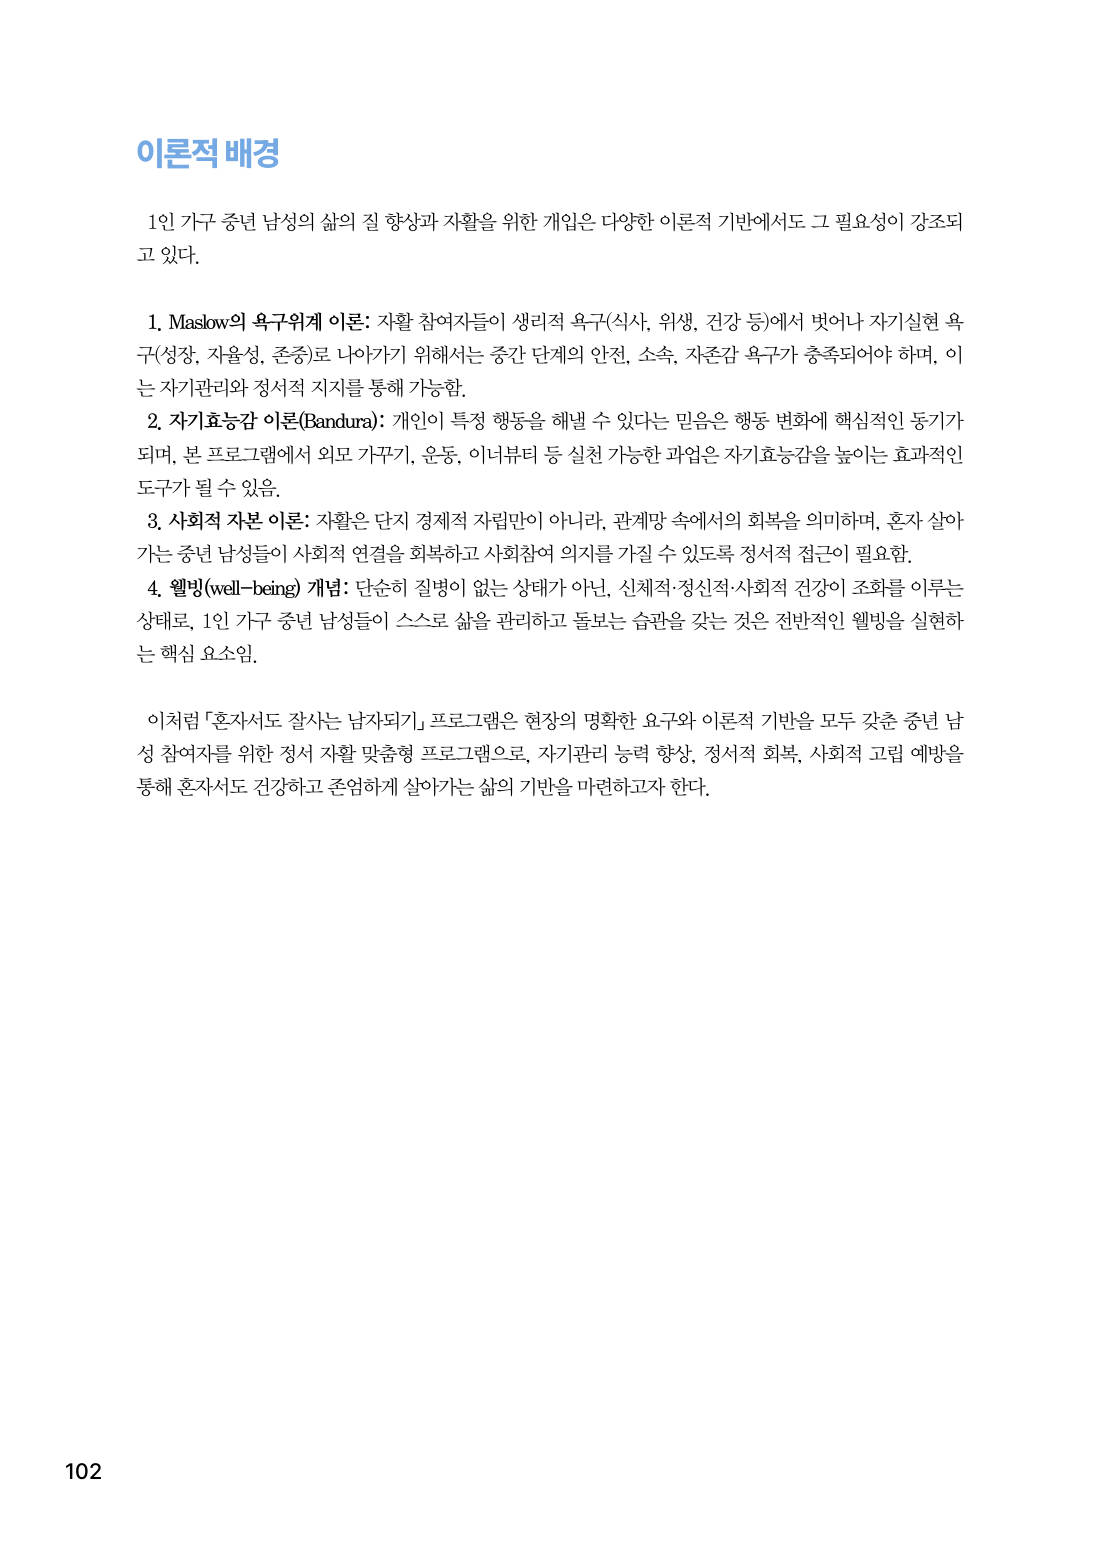 이론적 배경
1인 가구 중년 남성의 삶의 질 향상과 자활을 위한 개입은 다양한 이론적 기반에서도 그 필요성이 강조되
고 있다.
1. Maslow의 욕구위계 이론: 자활 참여자들이 생리적 욕구(식사, 위생, 건강 등)에서 벗어나 자기실현 욕
구(성장, 자율성, 존중)로 나아가기 위해서는 중간 단계의 안전, 소속, 자존감 욕구가 충족되어야 하며, 이
는 자기관리와 정서적 지지를 통해 가능함.
2. 자기효능감 이론(Bandura): 개인이 특정 행동을 해낼 수 있다는 믿음은 행동 변화에 핵심적인 동기가
되며, 본 프로그램에서 외모 가꾸기, 운동, 이너뷰티 등 실천 가능한 과업은 자기효능감을 높이는 효과적인
도구가 될 수 있음.
3. 사회적 자본 이론: 자활은 단지 경제적 자립만이 아니라, 관계망 속에서의 회복을 의미하며, 혼자 살아
가는 중년 남성들이 사회적 연결을 회복하고 사회참여 의지를 가질 수 있도록 정서적 접근이 필요함.
4. 웰빙(well-being) 개념: 단순히 질병이 없는 상태가 아닌, 신체적·정신적·사회적 건강이 조화를 이루는
상태로, 1인 가구 중년 남성들이 스스로 삶을 관리하고 돌보는 습관을 갖는 것은 전반적인 웰빙을 실현하
는 핵심 요소임.
이처럼 「혼자서도 잘사는 남자되기」 프로그램은 현장의 명확한 요구와 이론적 기반을 모두 갖춘 중년 남
성 참여자를 위한 정서 자활 맞춤형 프로그램으로, 자기관리 능력 향상, 정서적 회복, 사회적 고립 예방을
통해 혼자서도 건강하고 존엄하게 살아가는 삶의 기반을 마련하고자 한다.
102